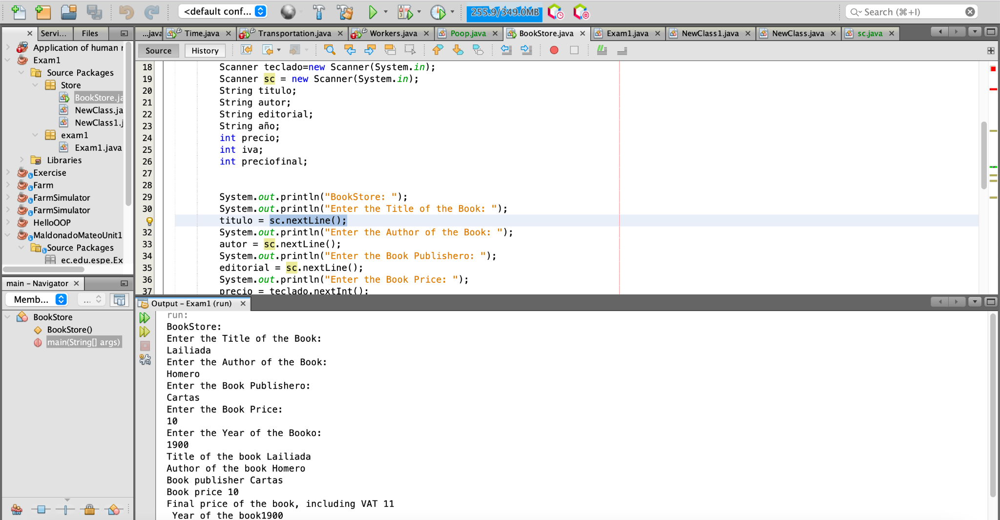 <default conf...
255.9/349.0MB
Search (⌘+I)
Servi...
Files
...java
Time.java
Transportation.java
Workers.java
Poop.java
BookStore.java
Exam1.java
NewClass1.java
NewClass.java
sc.java
Source
History
Application of human r
Exam1
Source Packages
Store
BookStore.ja
NewClass.ja
NewClass1.j
exam1
Exam1.java
Libraries
Exercise
Farm
FarmSimulator
FarmSimulator
HelloOOP
MaldonadoMateoUnit1
Source Packages
ec.edu.espe.Ex
18 Scanner teclado=new Scanner(System.in);
19 Scanner sc = new Scanner(System.in);
20 String titulo;
21 String autor;
22 String editorial;
23 String año;
24 int precio;
25 int iva;
26 int preciofinal;
27
28
29 System.out.println("BookStore: ");
30 System.out.println("Enter the Title of the Book: ");
titulo = sc.nextLine();
32 System.out.println("Enter the Author of the Book: ");
33 autor = sc.nextLine();
34 System.out.println("Enter the Book Publishero: ");
35 editorial = sc.nextLine();
36 System.out.println("Enter the Book Price: ");
37 precio = teclado.nextInt();
main – Navigator
Memb...
...
BookStore
BookStore()
main(String[] args)
Output – Exam1 (run)
run:
BookStore:
Enter the Title of the Book:
Lailiada
Enter the Author of the Book:
Homero
Enter the Book Publishero:
Cartas
Enter the Book Price:
10
Enter the Year of the Booko:
1900
Title of the book Lailiada
Author of the book Homero
Book publisher Cartas
Book price 10
Final price of the book, including VAT 11
Year of the book1900